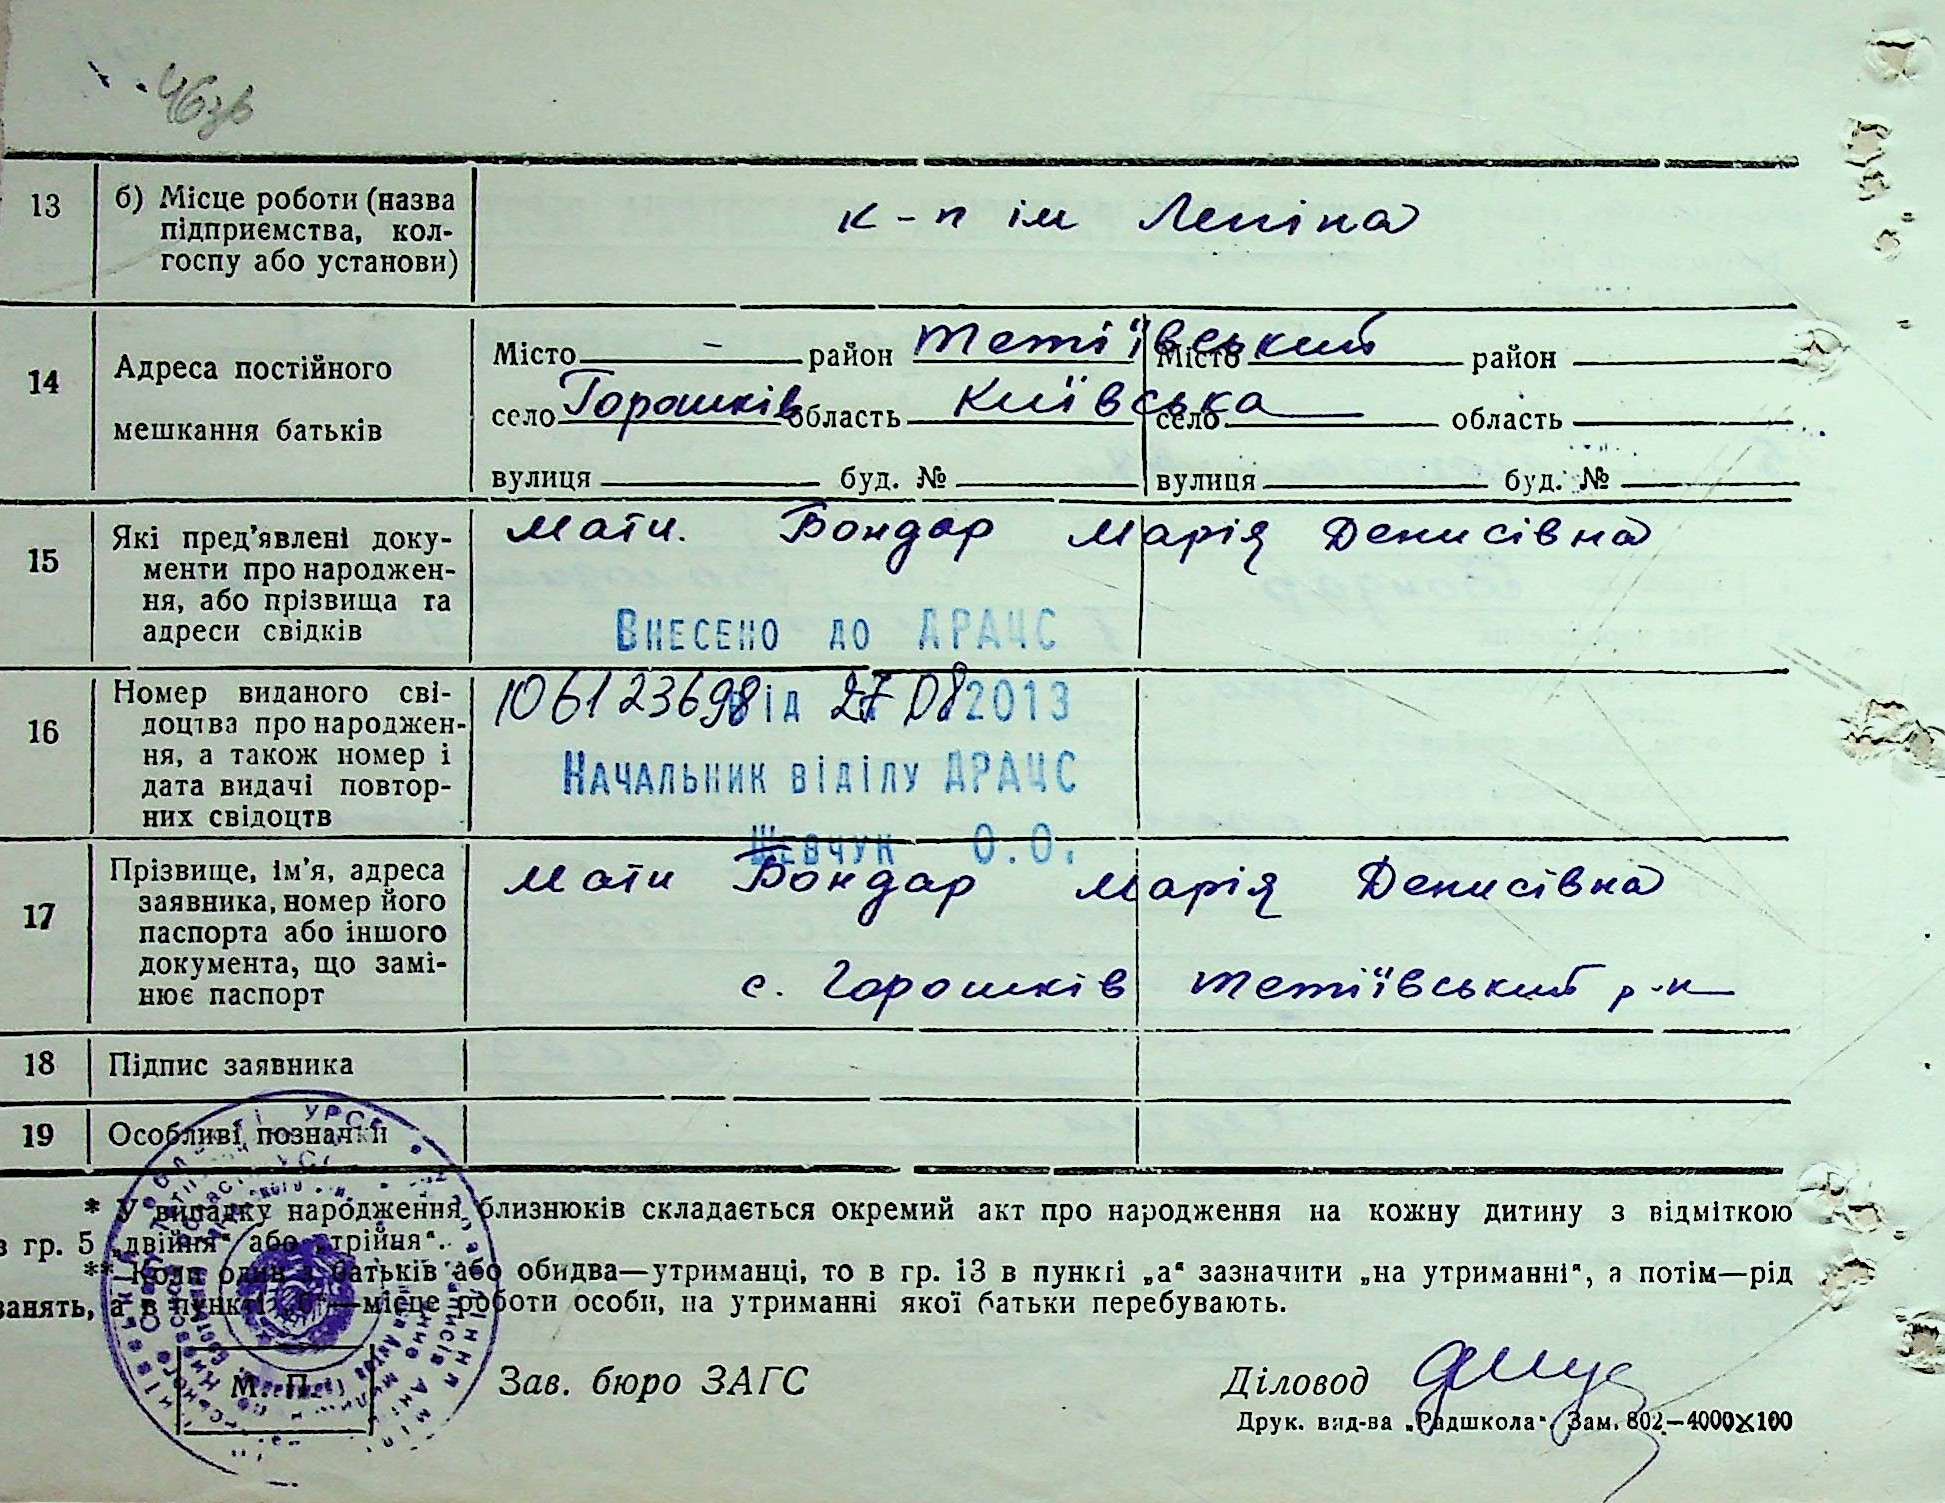 46зв
13 б) Місце роботи (назва
підприємства, кол-
госпу або установи)
к-п ім Леніна
14 Адреса постійного
мешкання батьків
Місто - район Тетіївський Місто район
село Горошків область Київська село область
вулиця буд. № вулиця буд. №
15 Які пред'явлені доку-
менти про народжен-
ня, або прізвища та
адреси свідків
Мати. Бондар Марія Денисівна
Внесено до ДРАЦС
16 Номер виданого сві-
доцтва про народжен-
ня, а також номер і
дата видачі повтор-
них свідоцтв
106123698 від 27 08 2013
Начальник відділу ДРАЦС
Шевчук О.О.
17 Прізвище, ім'я, адреса
заявника, номер його
паспорта або іншого
документа, що замі-
нює паспорт
Мати Бондар Марія Денисівна
с. Горошків Тетіївський р-н
18 Підпис заявника
19 Особливі позначки
* У випадку народження близнюків складається окремий акт про народження на кожну дитину з відміткою
в гр. 5 „двійня“ або „трійня“.
** Коли один з батьків або обидва—утриманці, то в гр. 13 в пункті „а“ зазначити „на утриманні“, а потім—рід
занять, а в пункті „б“—місце роботи особи, на утриманні якої батьки перебувають.
М. П.
Зав. бюро ЗАГС
Діловод
Друк. вид-ва „Радшкола“. Зам. 802—4000×100